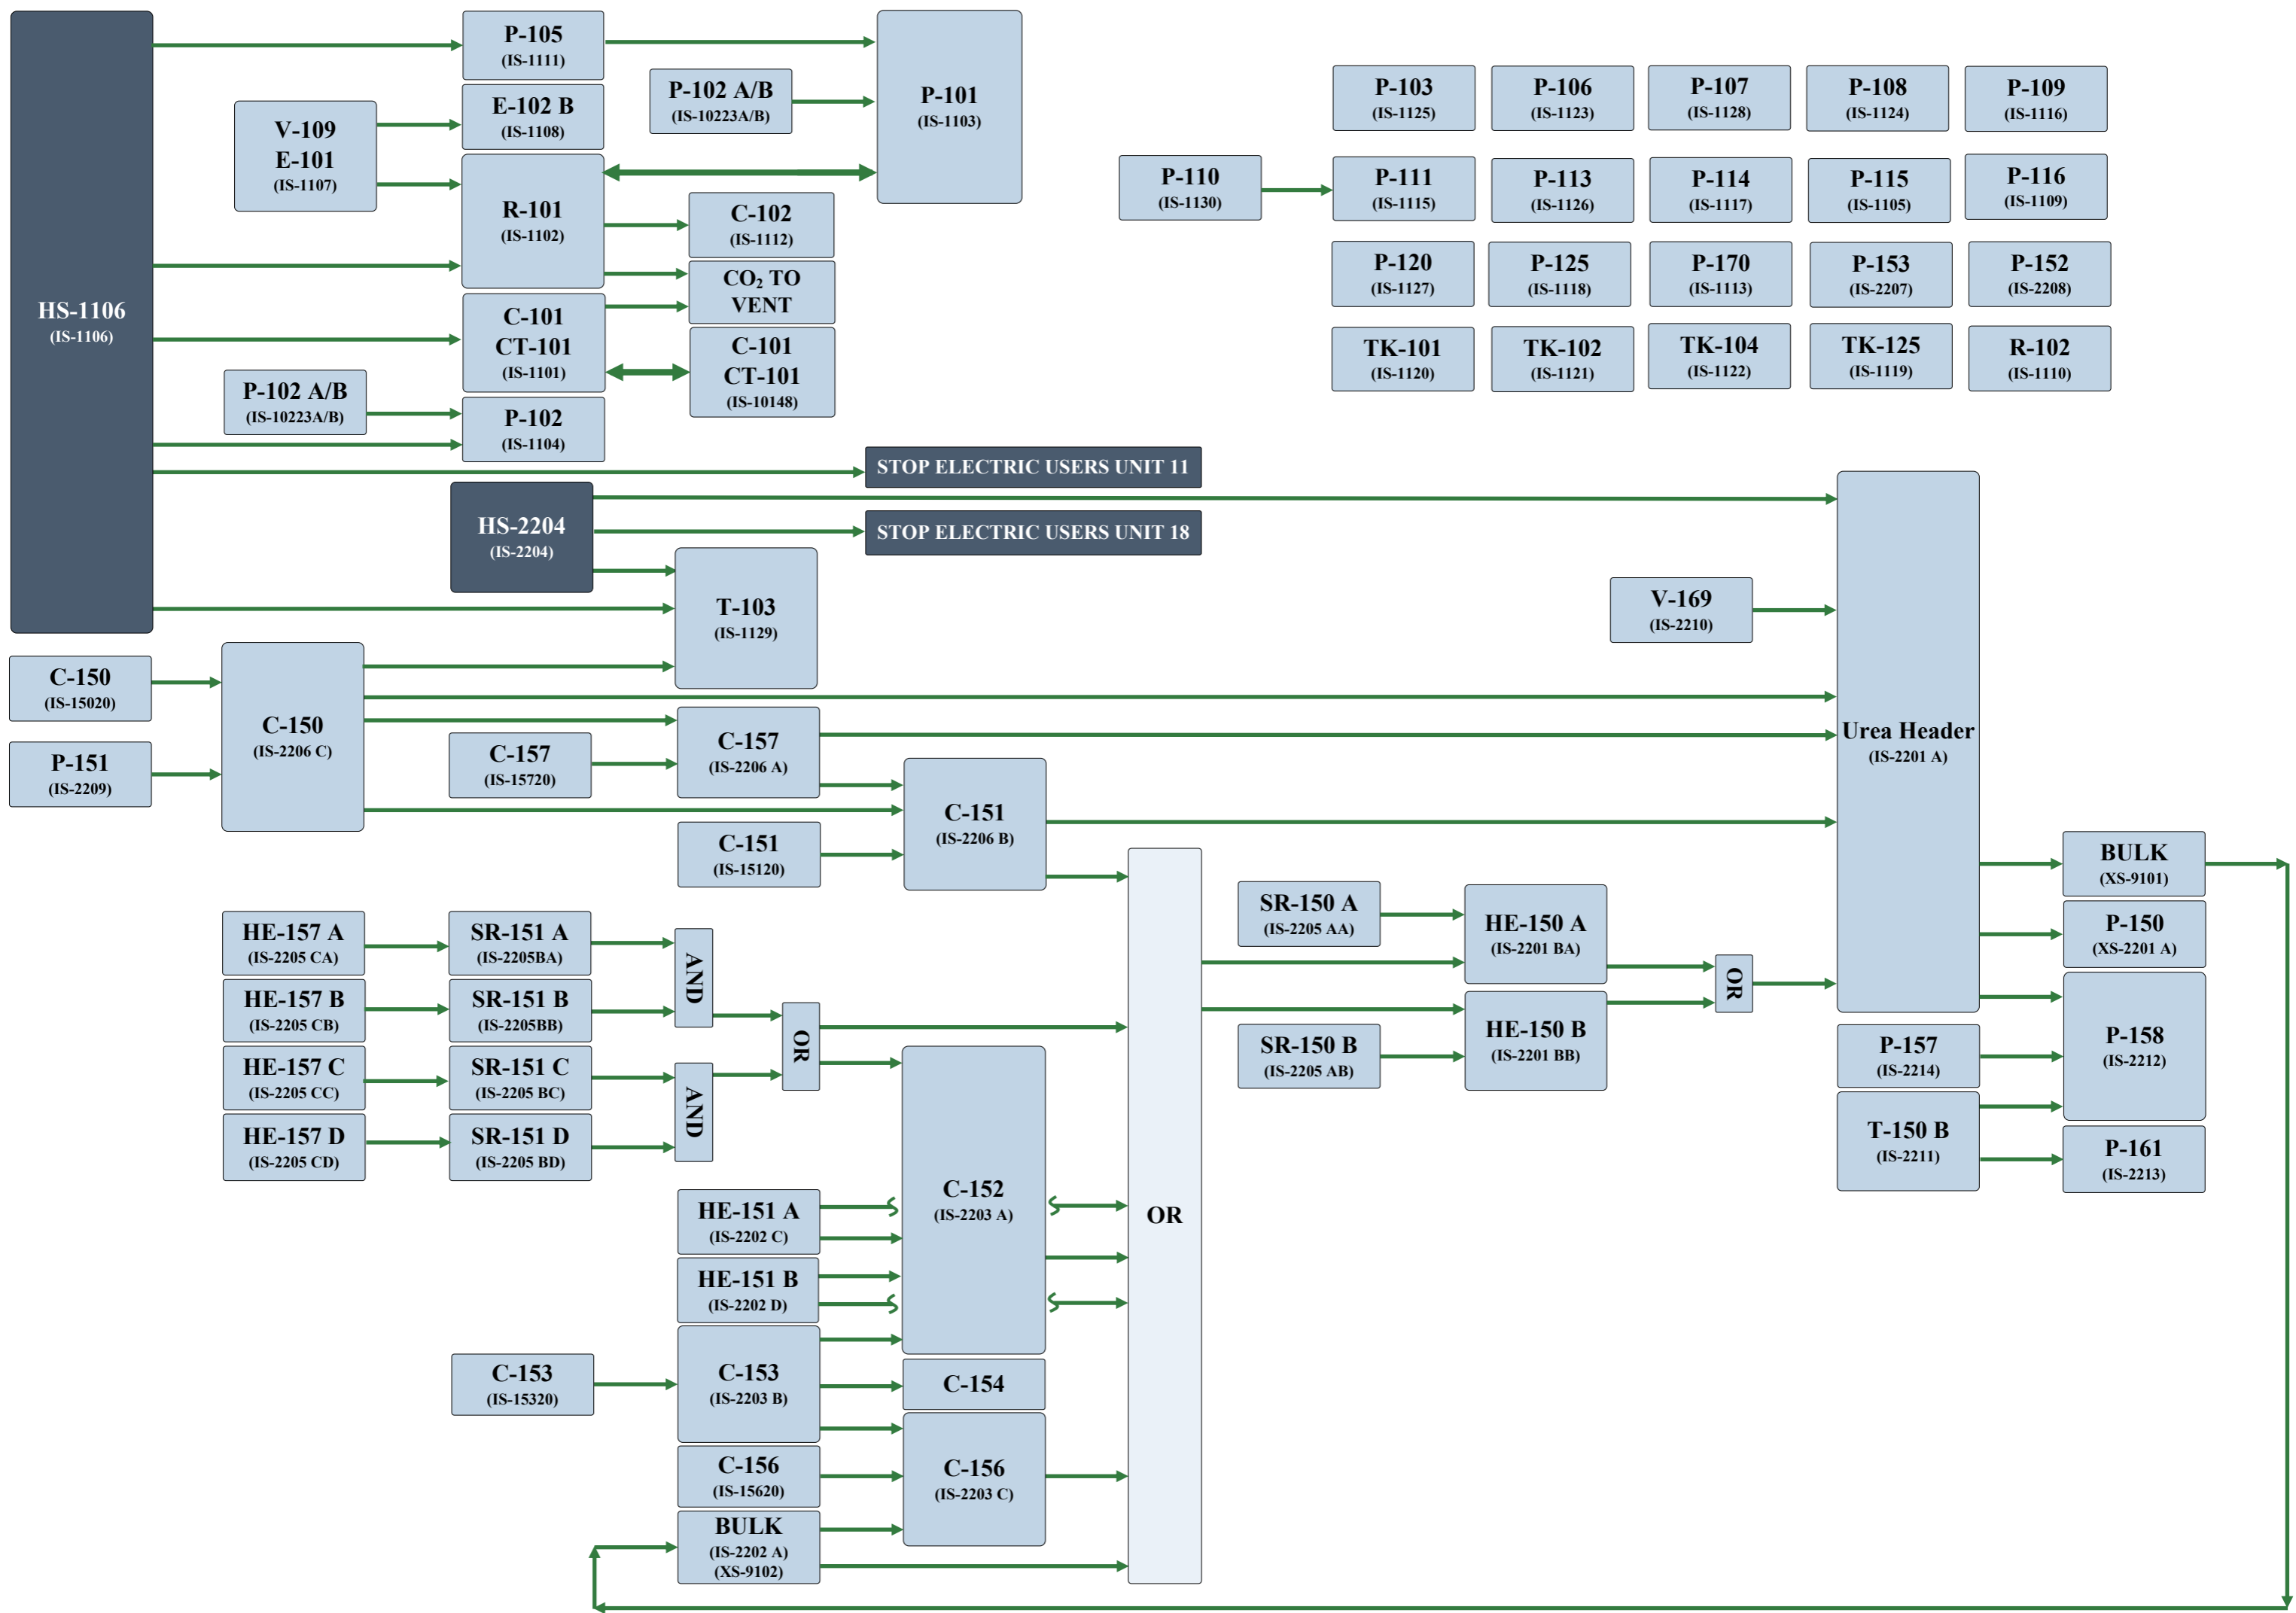 HS-1106
(IS-1106)
P-105
(IS-1111)
V-109
E-101
(IS-1107)
E-102 B
(IS-1108)
P-102 A/B
(IS-10223A/B)
P-101
(IS-1103)
R-101
(IS-1102)
C-102
(IS-1112)
CO₂ TO
VENT
C-101
CT-101
(IS-1101)
C-101
CT-101
(IS-10148)
P-102 A/B
(IS-10223A/B)
P-102
(IS-1104)
P-103
(IS-1125)
P-106
(IS-1123)
P-107
(IS-1128)
P-108
(IS-1124)
P-109
(IS-1116)
P-110
(IS-1130)
P-111
(IS-1115)
P-113
(IS-1126)
P-114
(IS-1117)
P-115
(IS-1105)
P-116
(IS-1109)
P-120
(IS-1127)
P-125
(IS-1118)
P-170
(IS-1113)
P-153
(IS-2207)
P-152
(IS-2208)
TK-101
(IS-1120)
TK-102
(IS-1121)
TK-104
(IS-1122)
TK-125
(IS-1119)
R-102
(IS-1110)
STOP ELECTRIC USERS UNIT 11
HS-2204
(IS-2204)
STOP ELECTRIC USERS UNIT 18
T-103
(IS-1129)
V-169
(IS-2210)
Urea Header
(IS-2201 A)
C-150
(IS-15020)
P-151
(IS-2209)
C-150
(IS-2206 C)
C-157
(IS-15720)
C-157
(IS-2206 A)
C-151
(IS-15120)
C-151
(IS-2206 B)
BULK
(XS-9101)
P-150
(XS-2201 A)
P-158
(IS-2212)
P-157
(IS-2214)
T-150 B
(IS-2211)
P-161
(IS-2213)
SR-150 A
(IS-2205 AA)
HE-150 A
(IS-2201 BA)
SR-150 B
(IS-2205 AB)
HE-150 B
(IS-2201 BB)
OR
HE-157 A
(IS-2205 CA)
SR-151 A
(IS-2205BA)
HE-157 B
(IS-2205 CB)
SR-151 B
(IS-2205BB)
AND
HE-157 C
(IS-2205 CC)
SR-151 C
(IS-2205 BC)
HE-157 D
(IS-2205 CD)
SR-151 D
(IS-2205 BD)
AND
OR
C-152
(IS-2203 A)
OR
HE-151 A
(IS-2202 C)
HE-151 B
(IS-2202 D)
C-153
(IS-15320)
C-153
(IS-2203 B)
C-154
C-156
(IS-15620)
C-156
(IS-2203 C)
BULK
(IS-2202 A)
(XS-9102)